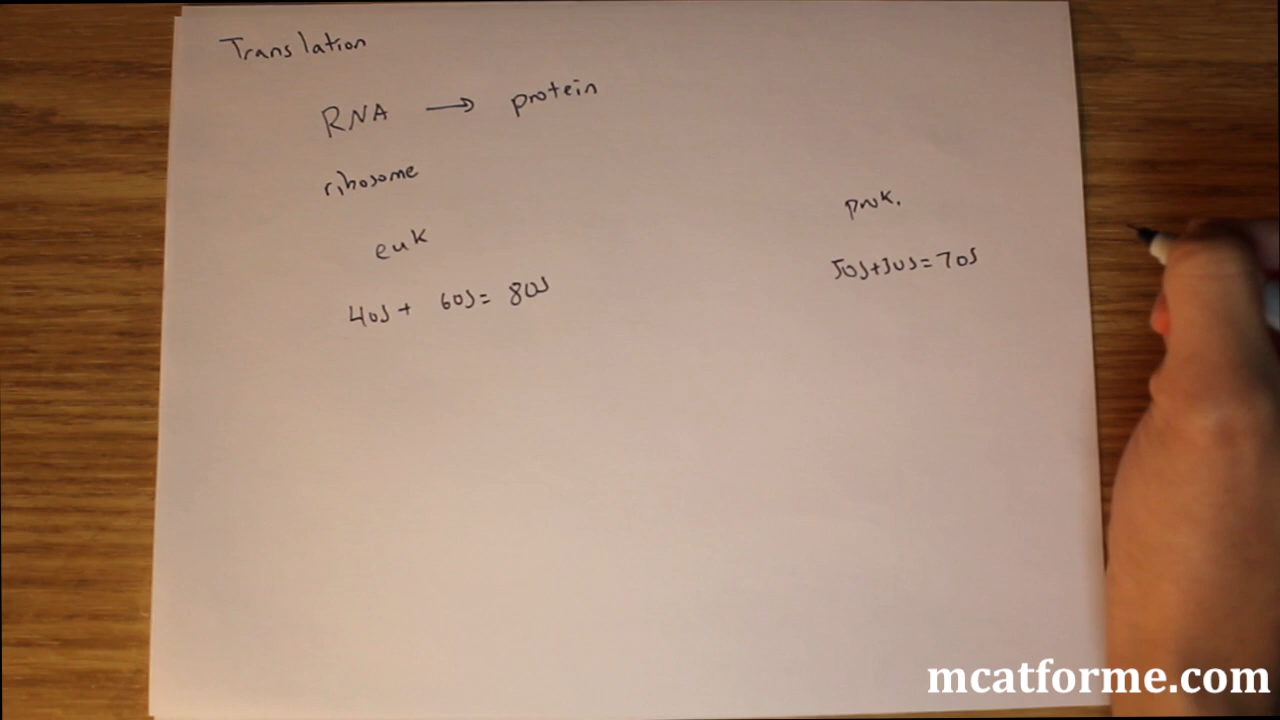 Translation
RNA → protein
ribosome
euk
prok.
40S + 60S = 80S
50S+30S=70S
mcatforme.com